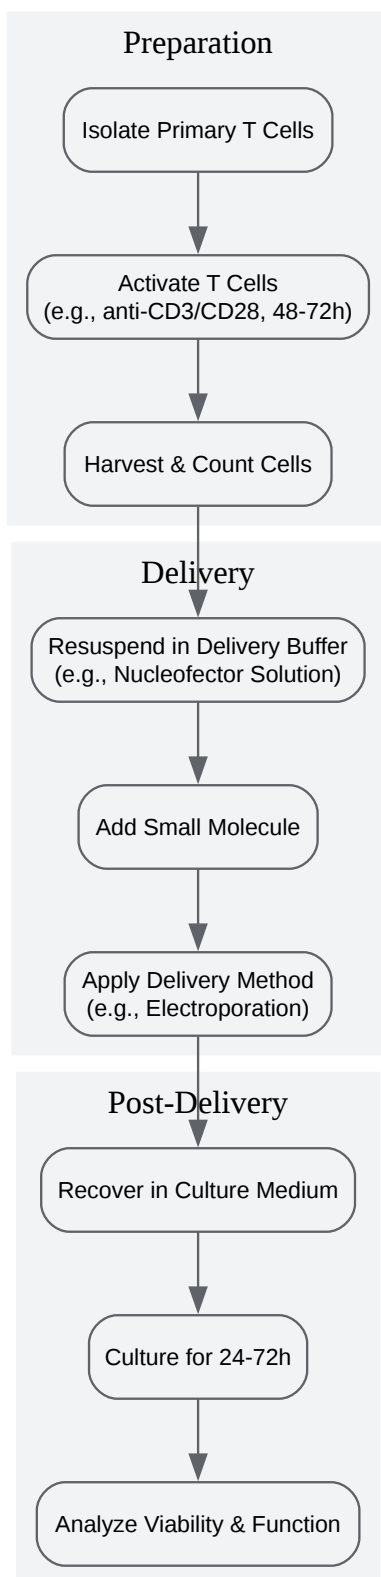 Preparation
Isolate Primary T Cells
Activate T Cells
(e.g., anti-CD3/CD28, 48-72h)
Harvest & Count Cells
Delivery
Resuspend in Delivery Buffer
(e.g., Nucleofector Solution)
Add Small Molecule
Apply Delivery Method
(e.g., Electroporation)
Post-Delivery
Recover in Culture Medium
Culture for 24-72h
Analyze Viability & Function